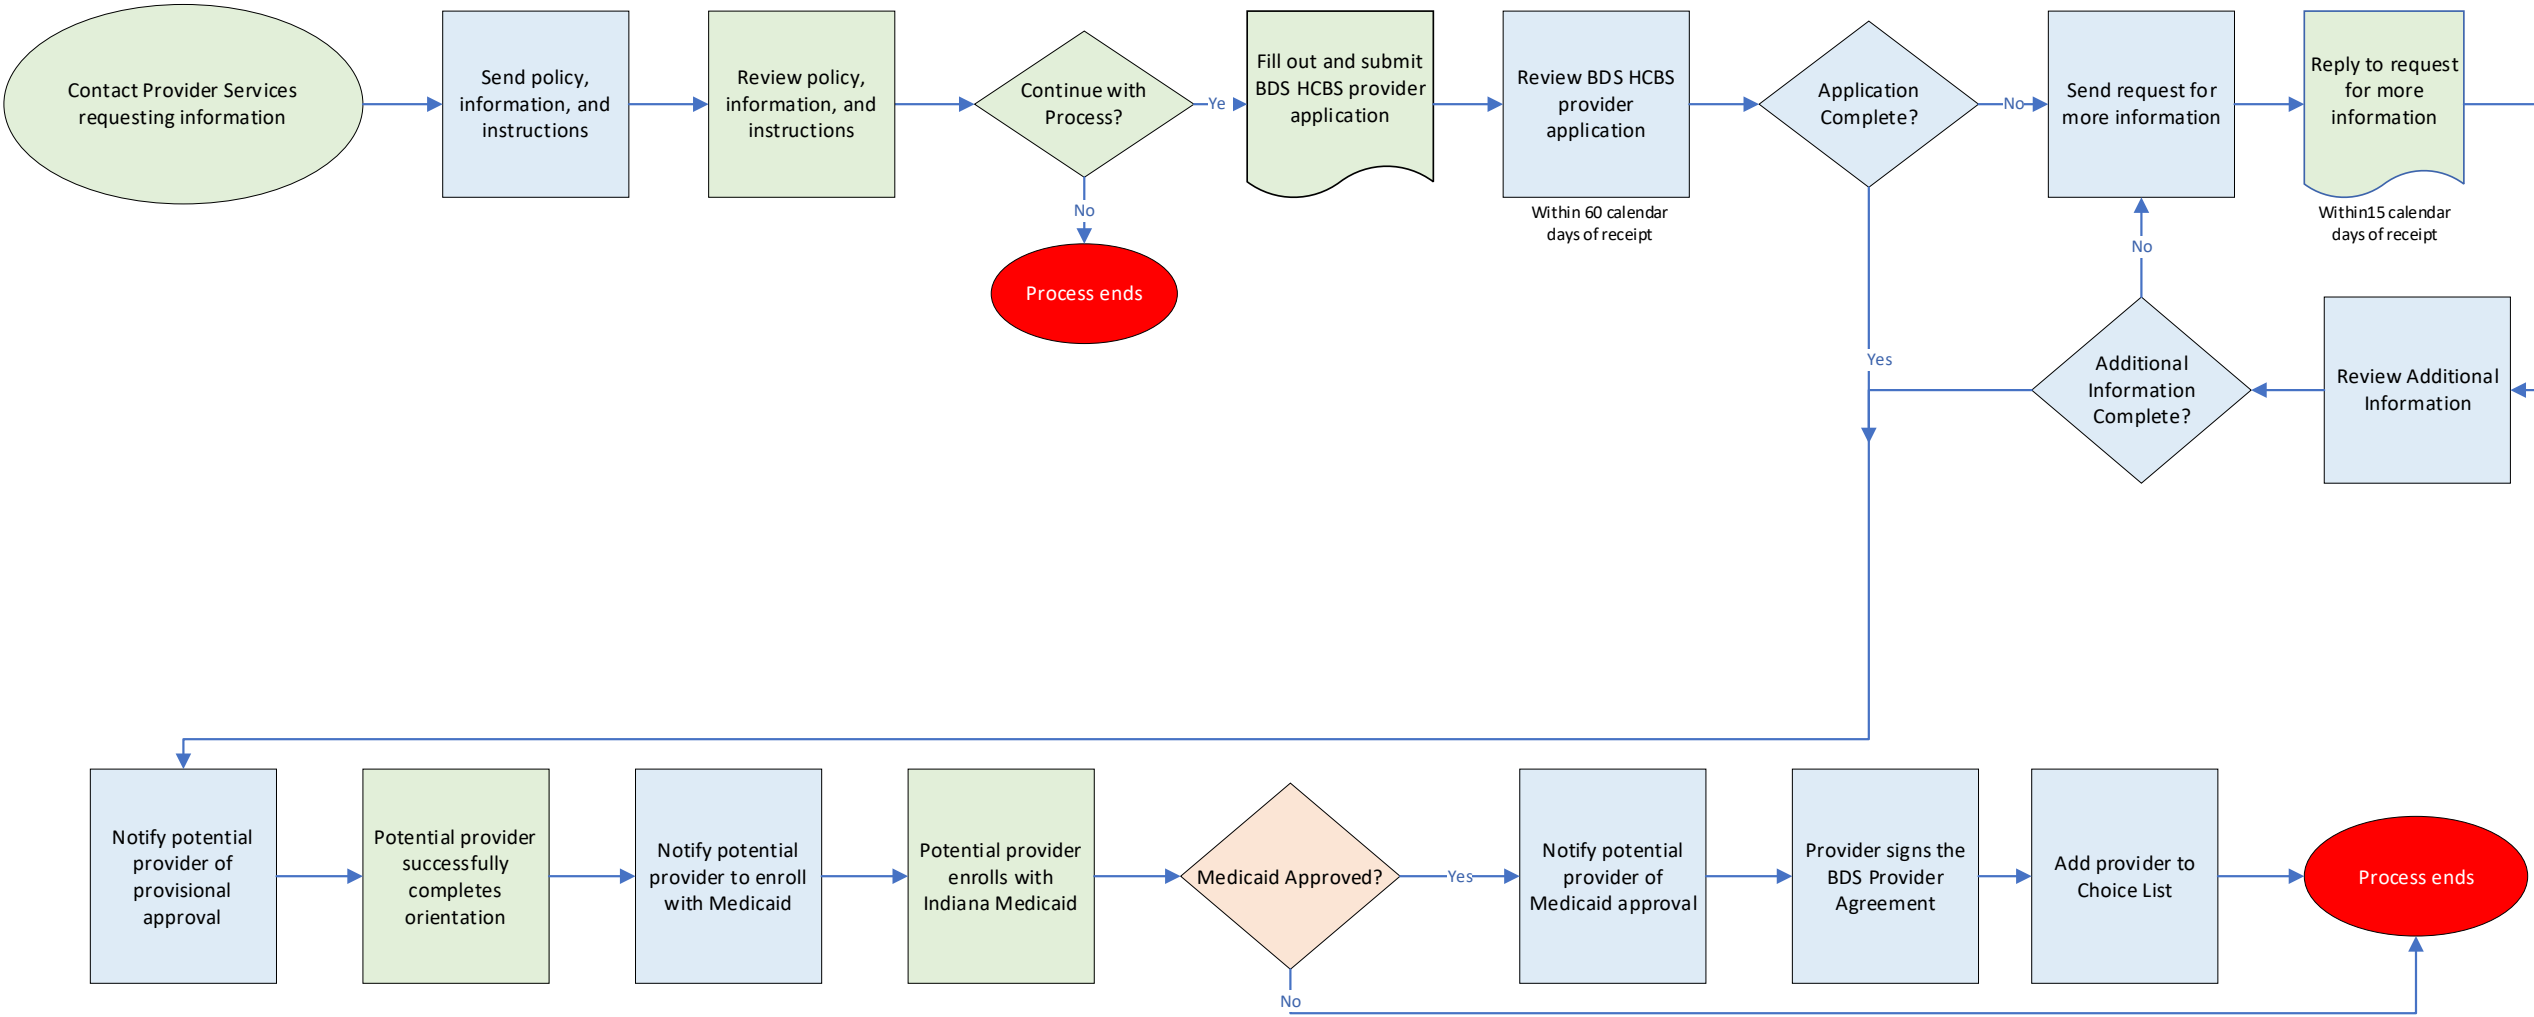 Contact Provider Services
requesting information
Send policy,
information, and
instructions
Review policy,
information, and
instructions
Continue with
Process?
Ye
No
Process ends
Fill out and submit
BDS HCBS provider
application
Review BDS HCBS
provider
application
Within 60 calendar
days of receipt
Application
Complete?
No
Yes
Send request for
more information
Reply to request
for more
information
Within15 calendar
days of receipt
Review Additional
Information
Additional
Information
Complete?
No
Notify potential
provider of
provisional
approval
Potential provider
successfully
completes
orientation
Notify potential
provider to enroll
with Medicaid
Potential provider
enrolls with
Indiana Medicaid
Medicaid Approved?
Yes
No
Notify potential
provider of
Medicaid approval
Provider signs the
BDS Provider
Agreement
Add provider to
Choice List
Process ends